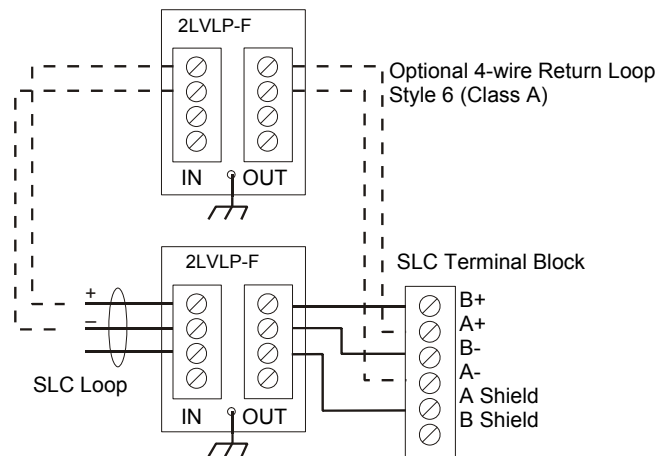 2LVLP-F
Optional 4-wire Return Loop
Style 6 (Class A)
IN
OUT
2LVLP-F
SLC Terminal Block
+
–
SLC Loop
B+
A+
B-
A-
A Shield
B Shield
IN
OUT